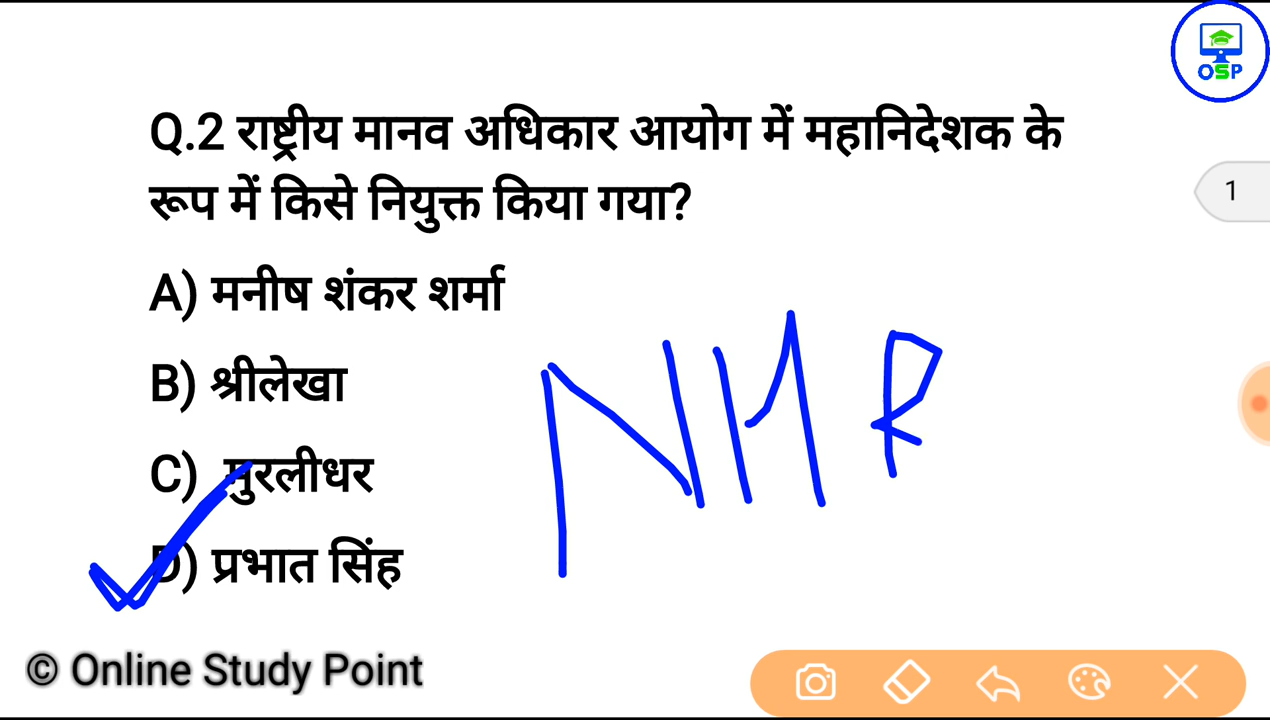 OSP
Q.2 राष्ट्रीय मानव अधिकार आयोग में महानिदेशक के
रूप में किसे नियुक्त किया गया?
1
A) मनीष शंकर शर्मा
B) श्रीलेखा
NHR
C) मुरलीधर
D) प्रभात सिंह
© Online Study Point